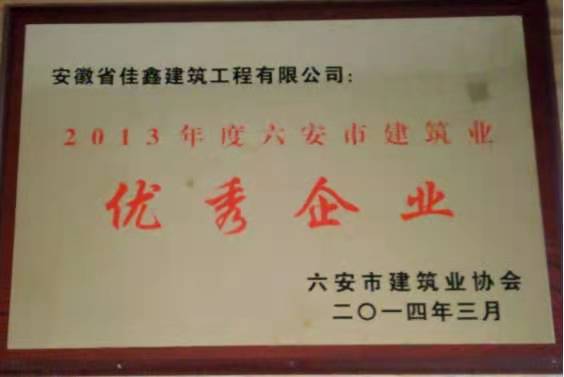 安徽省佳鑫建筑工程有限公司:
2013年度六安市建筑业
优秀企业
六安市建筑业协会
二〇一四年三月